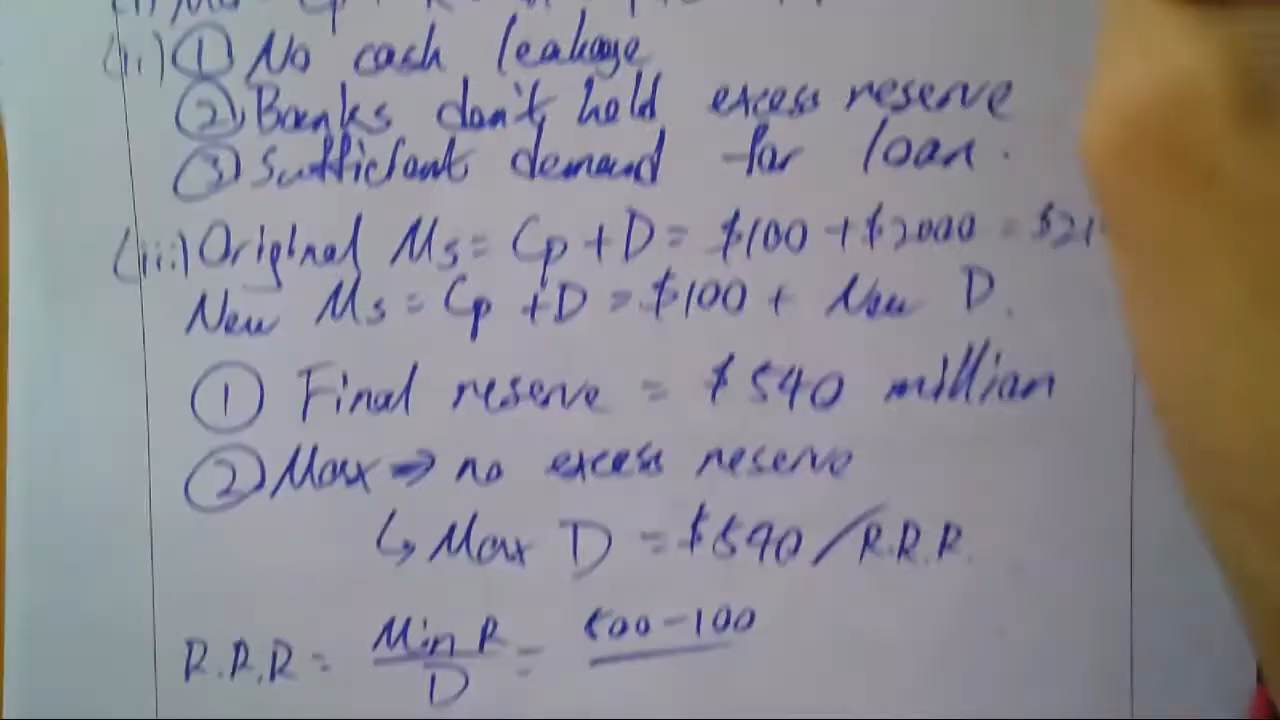 (ii) ① No cash leakage
② Banks don't hold excess reserve
③ Sufficient demand for loan.
(iii) Original Ms = Cp + D = $100 + $2000 = $21
New Ms = Cp + D = $100 + New D.
① Final reserve = $540 million
② Max ⇒ no excess reserve
↳ Max D = $540 / R.R.R.
R.R.R = Min R / D = 500-100